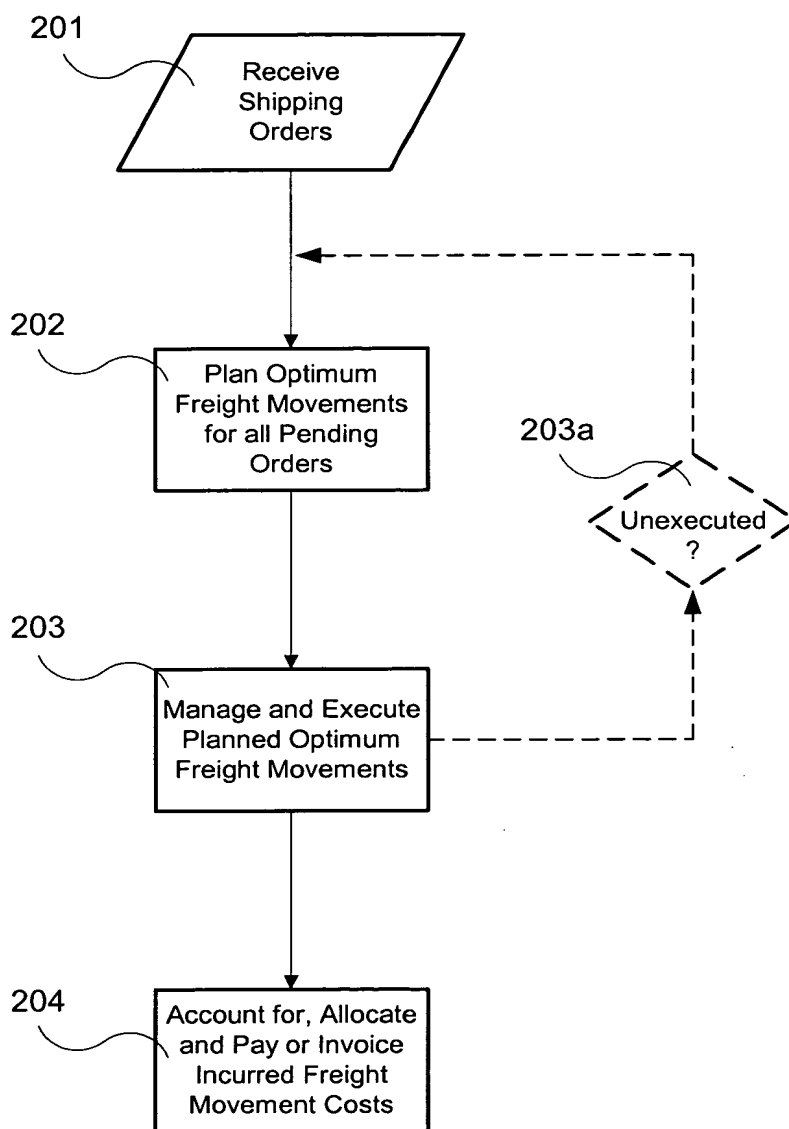 201
Receive
Shipping
Orders
202
Plan Optimum
Freight Movements
for all Pending
Orders
203a
Unexecuted
?
203
Manage and Execute
Planned Optimum
Freight Movements
204
Account for, Allocate
and Pay or Invoice
Incurred Freight
Movement Costs